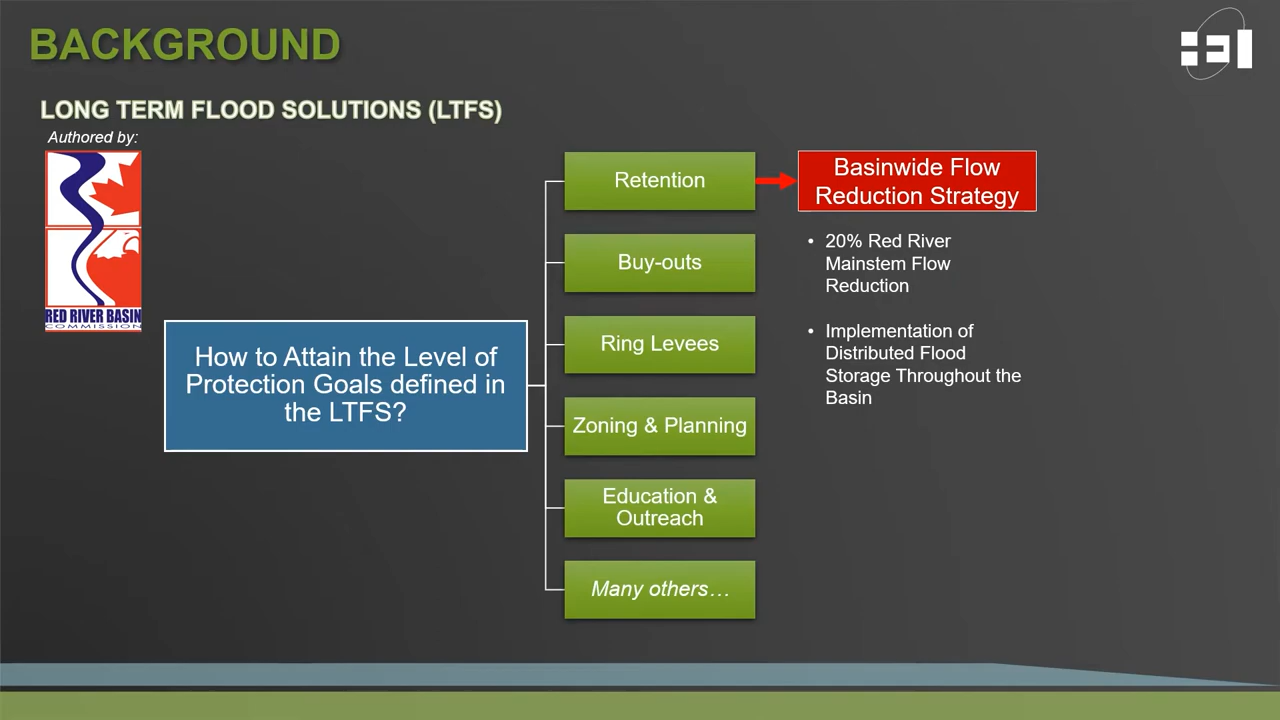 BACKGROUND
LONG TERM FLOOD SOLUTIONS (LTFS)
Authored by:
RED RIVER BASIN
COMMISSION
How to Attain the Level of
Protection Goals defined in
the LTFS?
Retention
Buy-outs
Ring Levees
Zoning & Planning
Education &
Outreach
Many others…
Basinwide Flow
Reduction Strategy
• 20% Red River
Mainstem Flow
Reduction
• Implementation of
Distributed Flood
Storage Throughout the
Basin